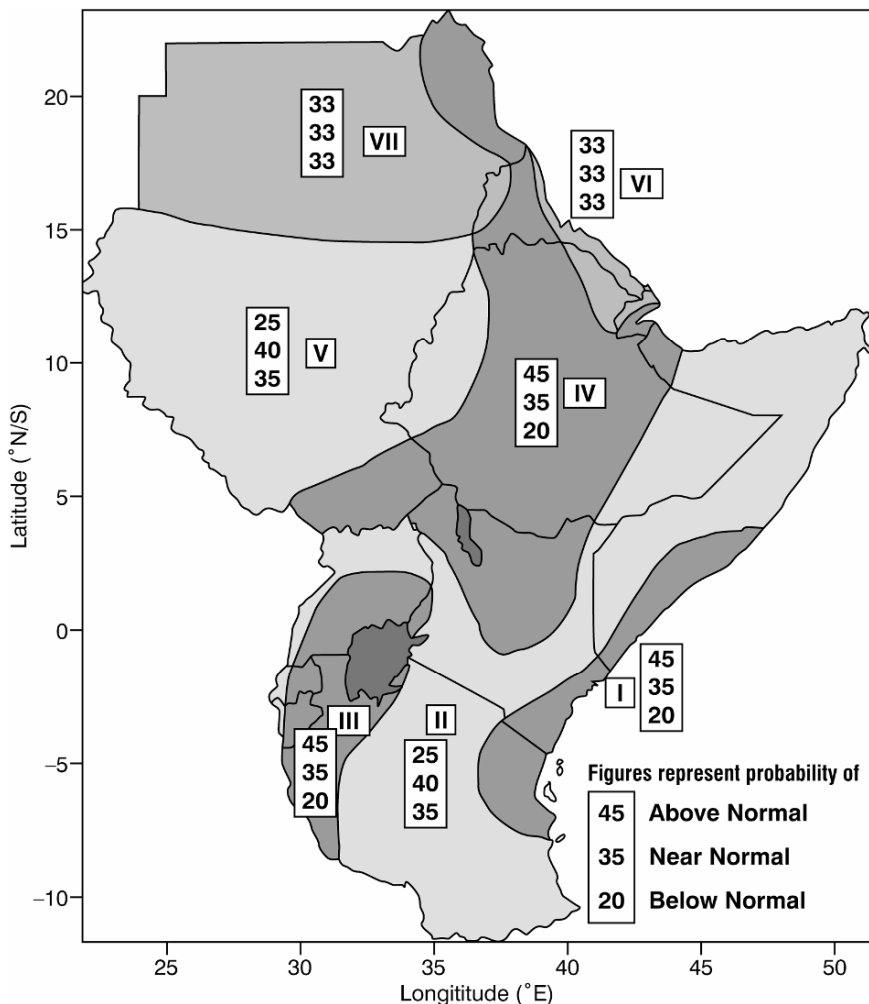 20
15
10
5
0
−5
−10
Latitude (˚N/S)
25
30
35
40
45
50
Longititude (˚E)
33
33
33
VII
33
33
33
VI
25
40
35
V
45
35
20
IV
45
35
20
I
III
45
35
20
II
25
40
35
Figures represent probability of
45 Above Normal
35 Near Normal
20 Below Normal